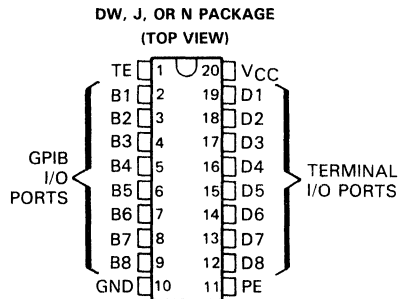 DW, J, OR N PACKAGE
(TOP VIEW)
TE 1 20 VCC
B1 2 19 D1
B2 3 18 D2
B3 4 17 D3
B4 5 16 D4
B5 6 15 D5
B6 7 14 D6
B7 8 13 D7
B8 9 12 D8
GND 10 11 PE
GPIB
I/O
PORTS
TERMINAL
I/O PORTS